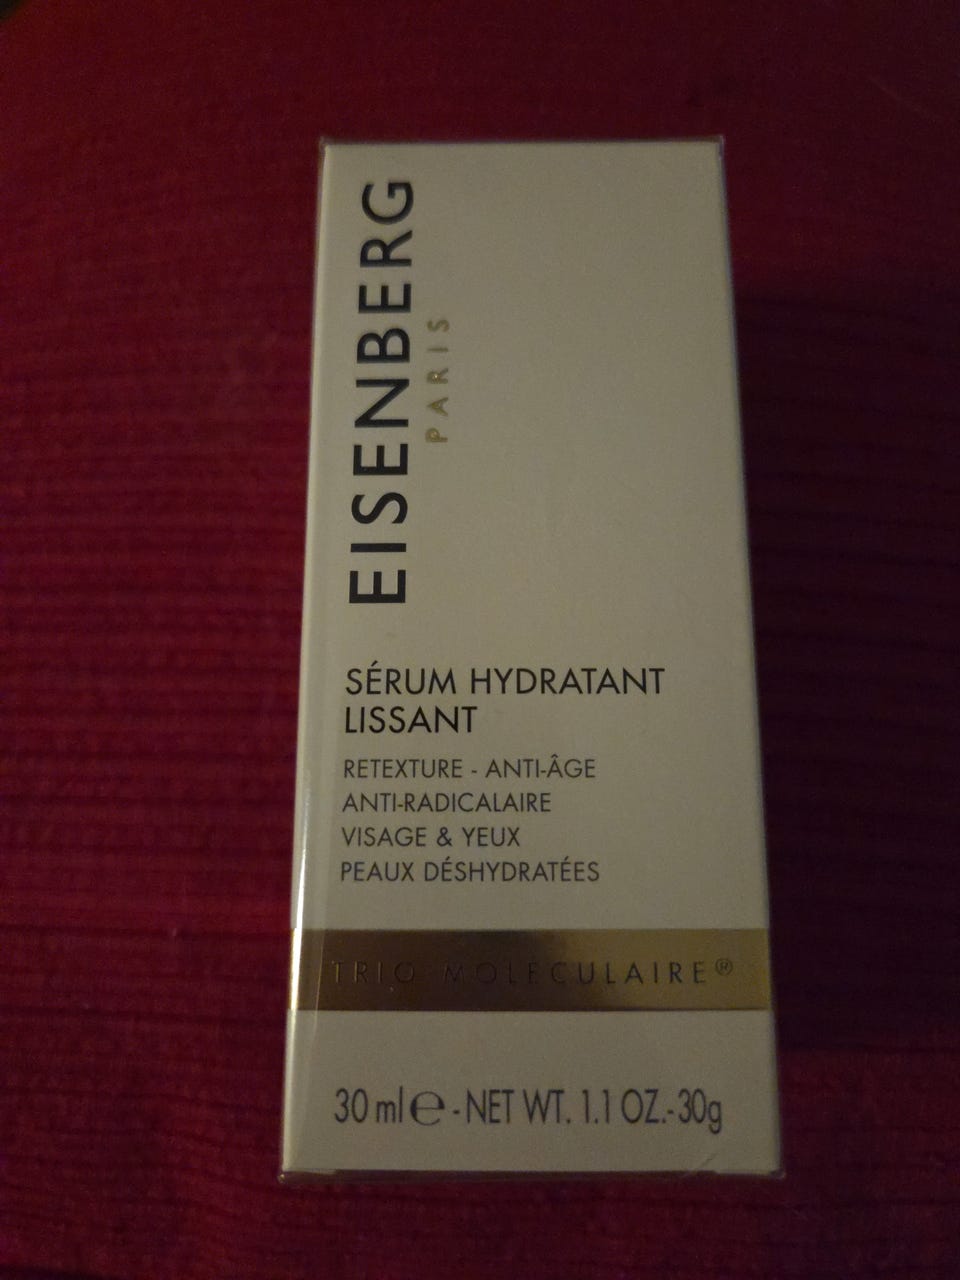 EISENBERG
PARIS
SÉRUM HYDRATANT
LISSANT
RETEXTURE - ANTI-ÂGE
ANTI-RADICALAIRE
VISAGE & YEUX
PEAUX DÉSHYDRATÉES
TRIO MOLECULAIRE®
30 ml e - NET WT. 1.1 OZ.- 30g